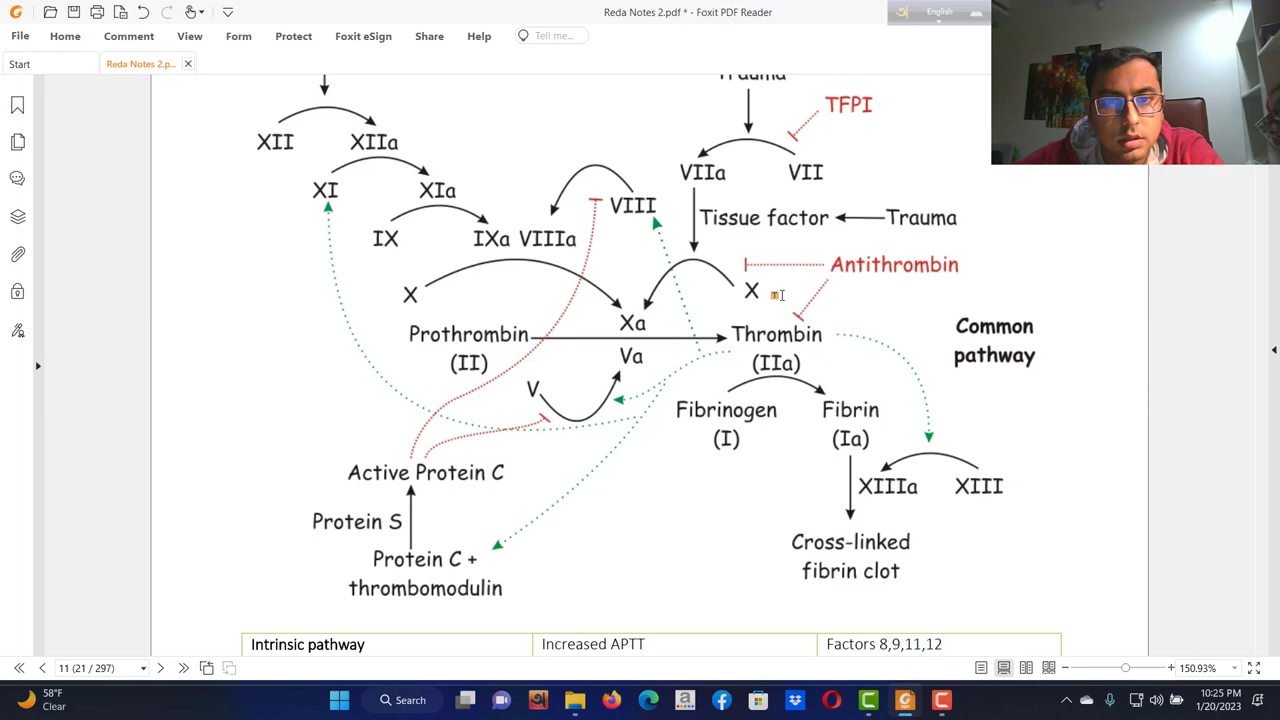 Reda Notes 2.pdf * - Foxit PDF Reader
English
File Home Comment View Form Protect Foxit eSign Share Help Tell me...
Start Reda Notes 2.p...
Trauma
TFPI
XII XIIa
VIIa VII
XI XIa VIII
Tissue factor Trauma
IX IXa VIIIa
Antithrombin
X X
Xa
Prothrombin Thrombin Common
(II) Va (IIa) pathway
V
Fibrinogen Fibrin
(I) (Ia)
Active Protein C
XIIIa XIII
Protein S
Cross-linked
fibrin clot
Protein C +
thrombomodulin
Intrinsic pathway Increased APTT Factors 8,9,11,12
11 (21 / 297) 150.93%
58°F
Clear
Search
10:25 PM
1/20/2023